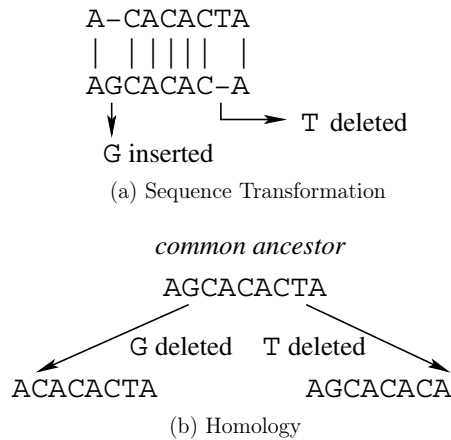 A-CACACTA
AGCACAC-A
T deleted
G inserted
(a) Sequence Transformation
common ancestor
AGCACACTA
G deleted T deleted
ACACACTA AGCACACA
(b) Homology